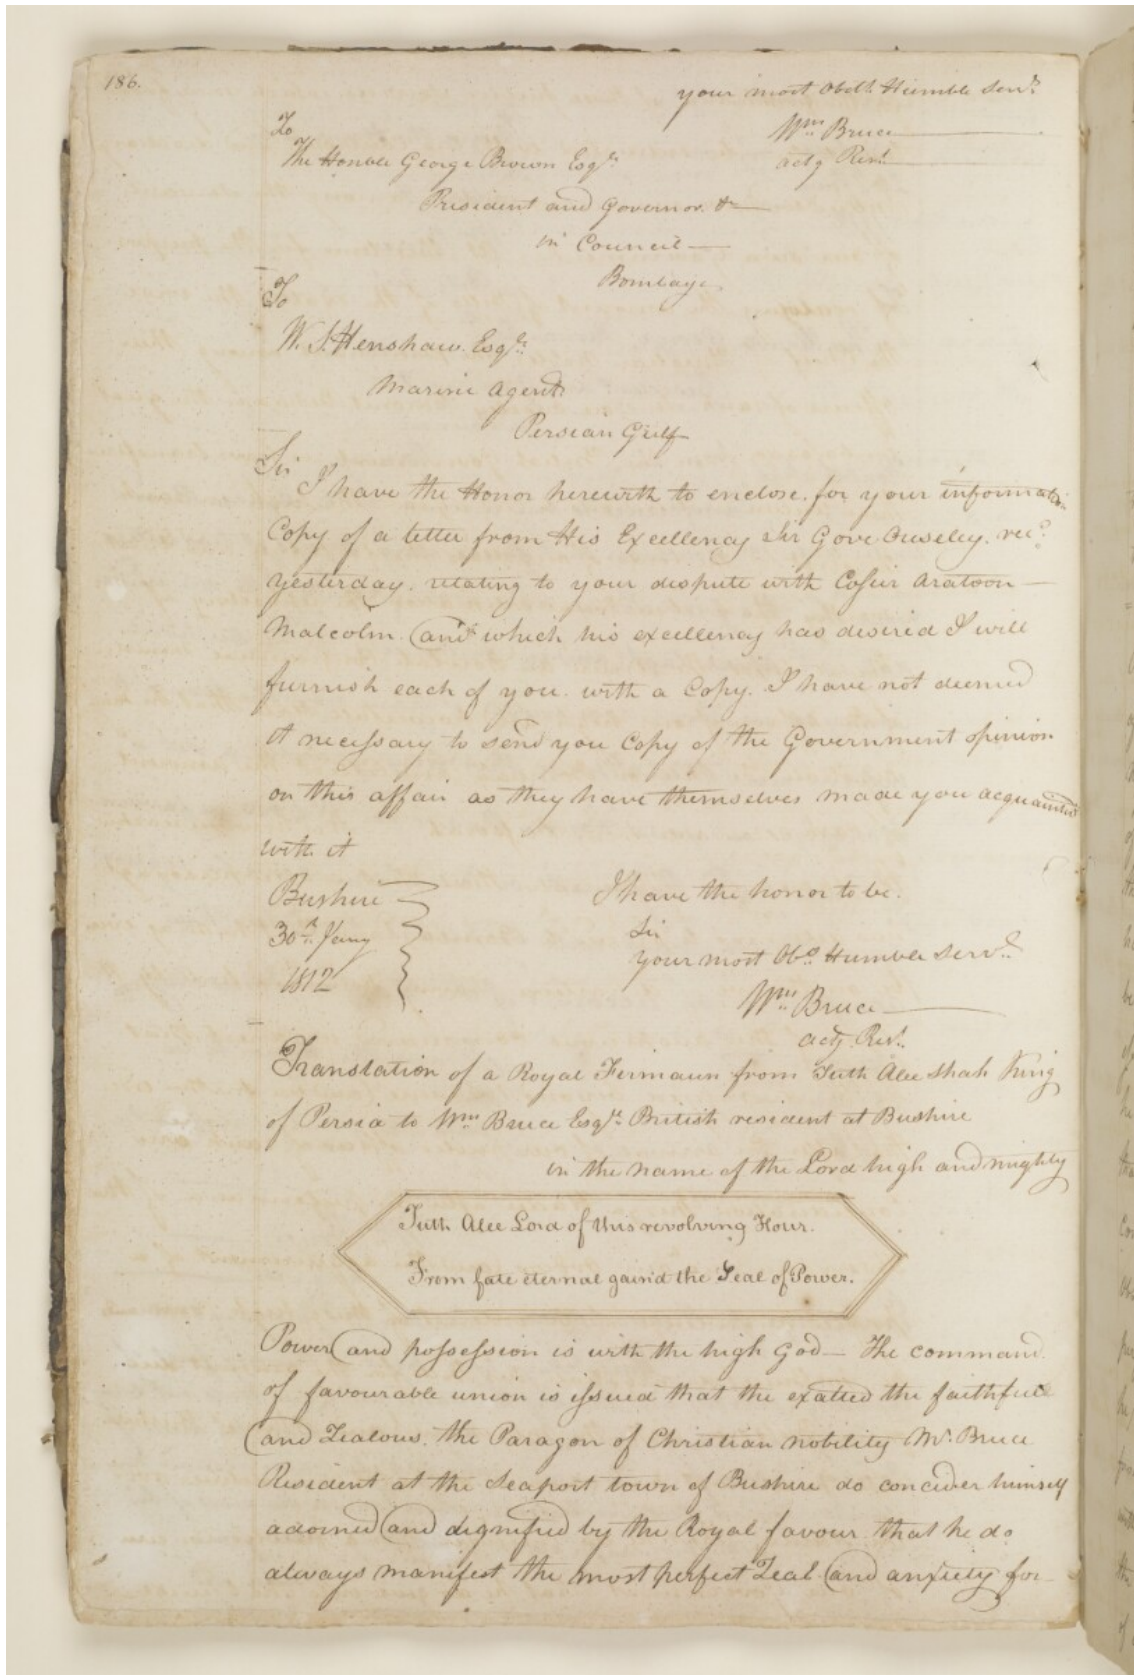 186.
your most Obdt. Humble Servt.
Wm Bruce
actg Rest.
To
The Honble George Brown Esqr.
President and Governor. &c
in Council
Bombay
To
W. J. Henshaw. Esqr.
Marine Agent
Persian Gulf
Sir
I have the Honor herewith to enclose. for your information
Copy of a letter from His Excellency Sir Gore Ouseley. recd.
yesterday. relating to your dispute with Cojur Aratoon
Malcolm. and which his excellency has desired I will
furnish each of you. with a Copy. I have not deemed
it necessary to send you Copy of the Government opinion
on this affair as they have themselves made you acquainted
with it
Bushire
30th Jany
1812
I have the honor to be.
Sir
your most Obd. Humble Servt.
Wm Bruce
actg Rest.
Translation of a Royal Firmaun from Futh Alee Shah King
of Persia to Wm Bruce Esqr. British resident at Bushire
in the name of the Lord high and mighty
Futh Alee Lord of this revolving Hour.
From fate eternal gain'd the Seal of Power.
Power and possession is with the high God — The command
of favourable union is issued that the exalted the faithfull
and Zealous. the Paragon of Christian nobility Mr. Bruce
Resident at the Seaport town of Bushire do concider himself
adorned and dignified by the Royal favour that he do
always manifest the most perfect Zeal and anxiety for